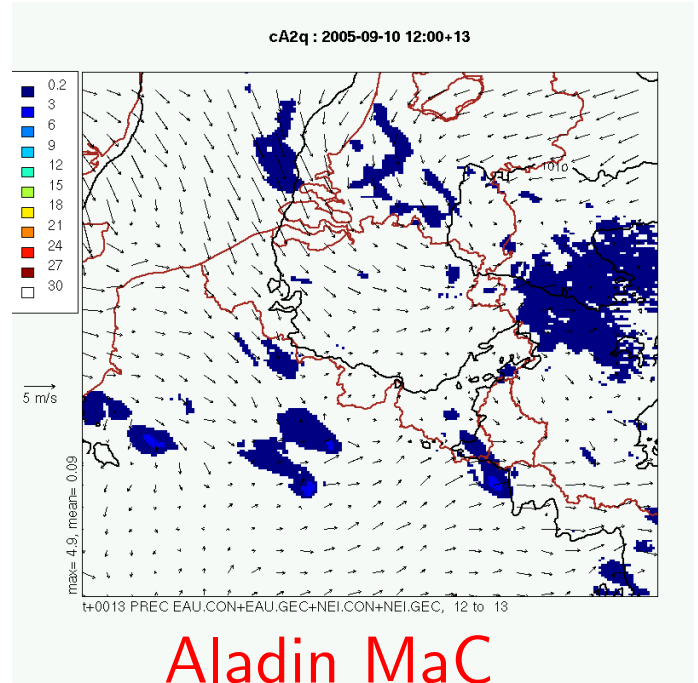 cA2q : 2005-09-10 12:00+13
0.2
3
6
9
12
15
18
21
24
27
30
1010
5 m/s
max= 4.9, mean= 0.09
t+0013 PREC EAU.CON+EAU.GEC+NEI.CON+NEI.GEC, 12 to 13
Aladin MaC